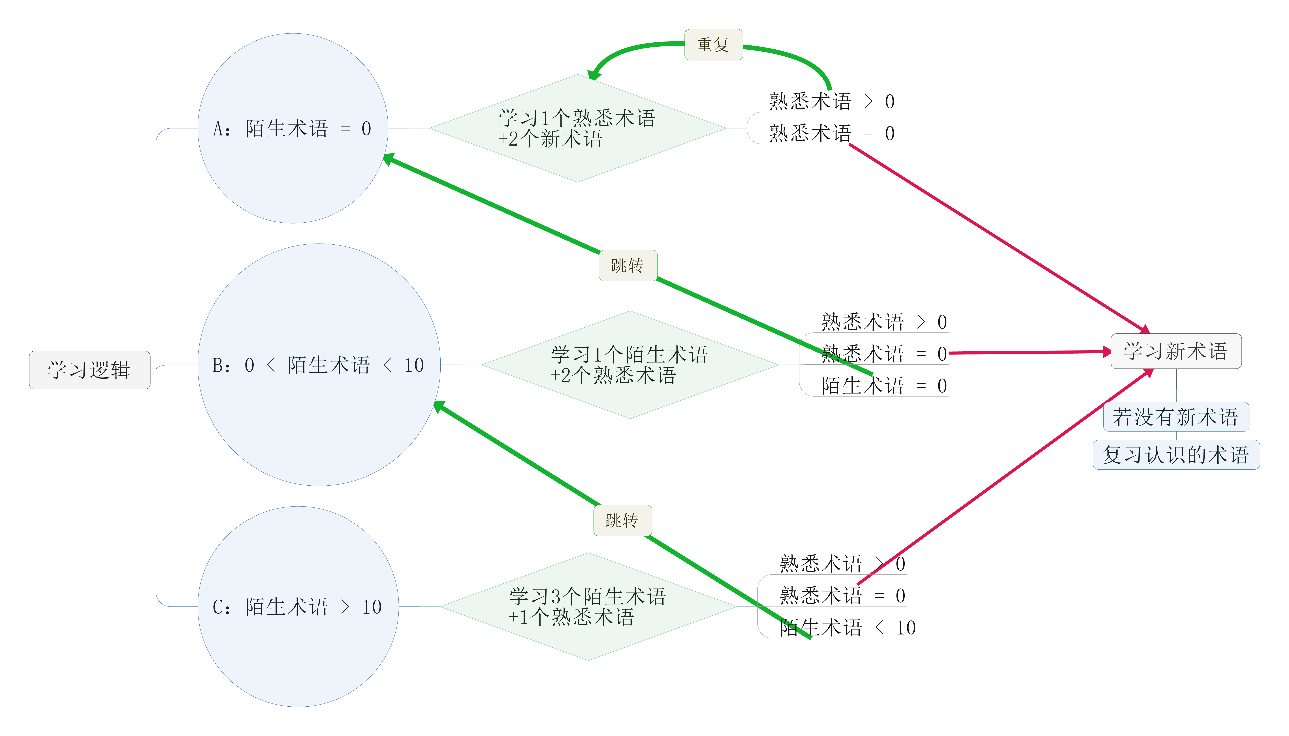 重复
学习1个熟悉术语
+2个新术语
熟悉术语 > 0
熟悉术语 = 0
A: 陌生术语 = 0
跳转
学习逻辑
B: 0 < 陌生术语 < 10
学习1个陌生术语
+2个熟悉术语
熟悉术语 > 0
熟悉术语 = 0
陌生术语 = 0
学习新术语
若没有新术语
复习认识的术语
跳转
C: 陌生术语 > 10
学习3个陌生术语
+1个熟悉术语
熟悉术语 > 0
熟悉术语 = 0
陌生术语 < 10